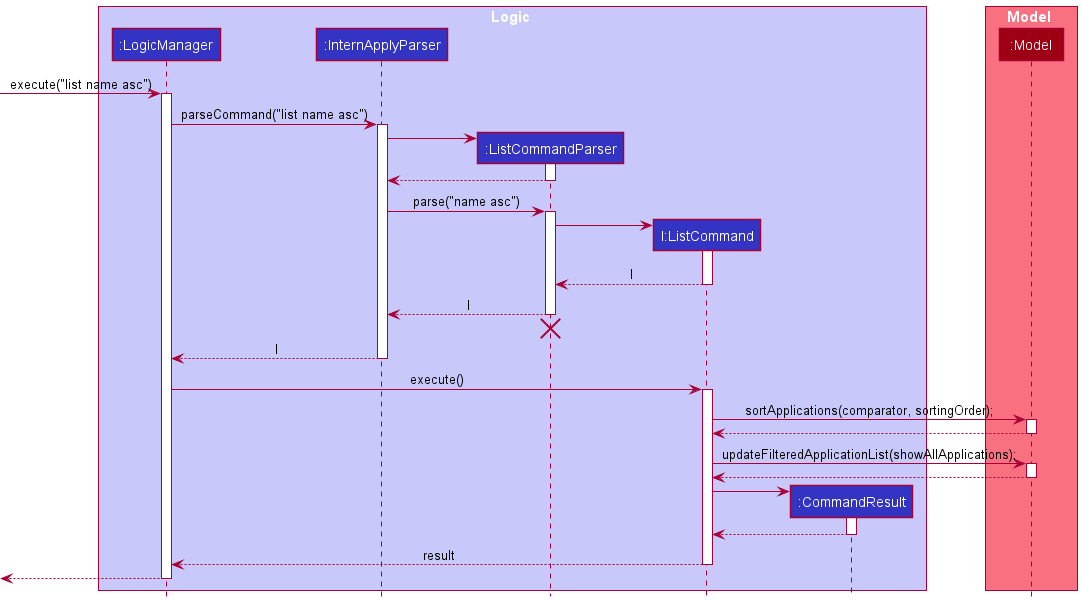 Logic
Model
:LogicManager
:InternApplyParser
:Model
execute("list name asc")
parseCommand("list name asc")
:ListCommandParser
parse("name asc")
l:ListCommand
l
l
l
execute()
sortApplications(comparator, sortingOrder);
updateFilteredApplicationList(showAllApplications);
:CommandResult
result